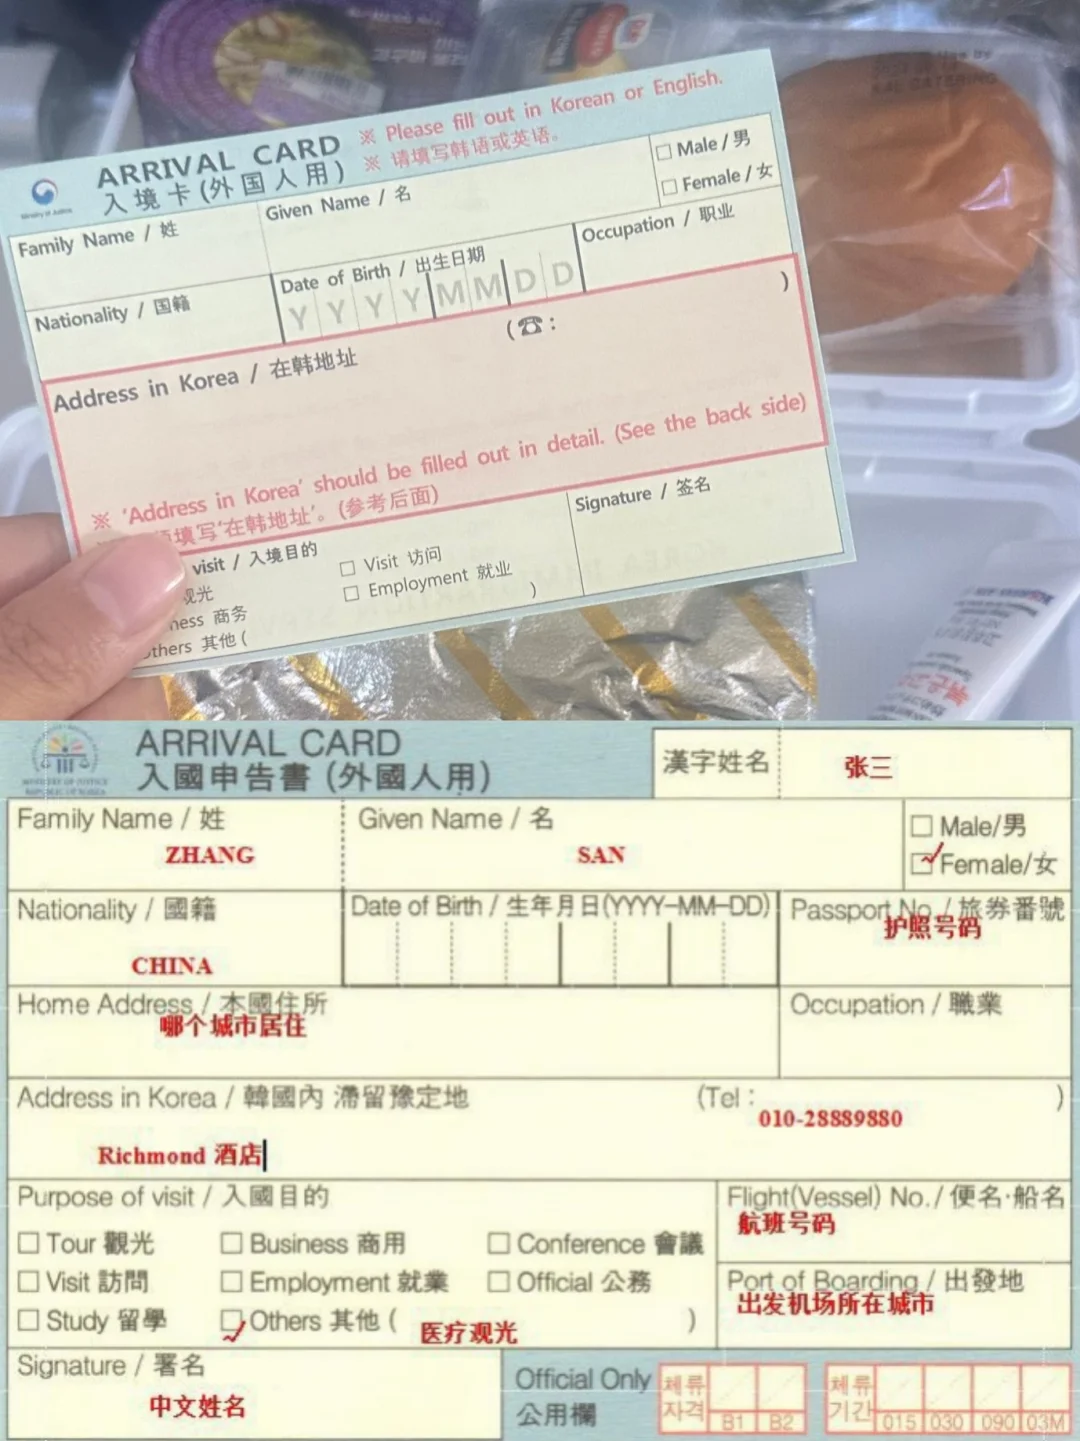 ARRIVAL CARD
入境卡(外国人用)
※ Please fill out in Korean or English.
※ 请填写韩语或英语。
Ministry of Justice
Family Name / 姓
Given Name / 名
□ Male / 男
□ Female / 女
Nationality / 国籍
Date of Birth / 出生日期
Y Y Y Y M M D D
Occupation / 职业
Address in Korea / 在韩地址
(☎: )
※ 'Address in Korea' should be filled out in detail. (See the back side)
填写'在韩地址'。(参考后面)
visit / 入境目的
观光
□ Visit 访问
ness 商务
□ Employment 就业
thers 其他 ( )
Signature / 签名
KAL CATERING
MINISTRY OF JUSTICE
REPUBLIC OF KOREA
ARRIVAL CARD
入國申告書 (外國人用)
漢字姓名
张三
Family Name / 姓
ZHANG
Given Name / 名
SAN
□ Male/男
□ Female/女
Nationality / 國籍
CHINA
Date of Birth / 生年月日(YYYY-MM-DD)
Passport No. / 旅券番號
护照号码
Home Address / 本國住所
哪个城市居住
Occupation / 職業
Address in Korea / 韓國內 滯留豫定地
(Tel : )
010-28889880
Richmond 酒店
Purpose of visit / 入國目的
□ Tour 觀光 □ Business 商用 □ Conference 會議
□ Visit 訪問 □ Employment 就業 □ Official 公務
□ Study 留學 □ Others 其他 ( 医疗观光 )
Flight(Vessel) No. / 便名·船名
航班号码
Port of Boarding / 出發地
出发机场所在城市
Signature / 署名
中文姓名
Official Only
公用欄
체류
자격
B1 B2
체류
기간
015 030 090 03M